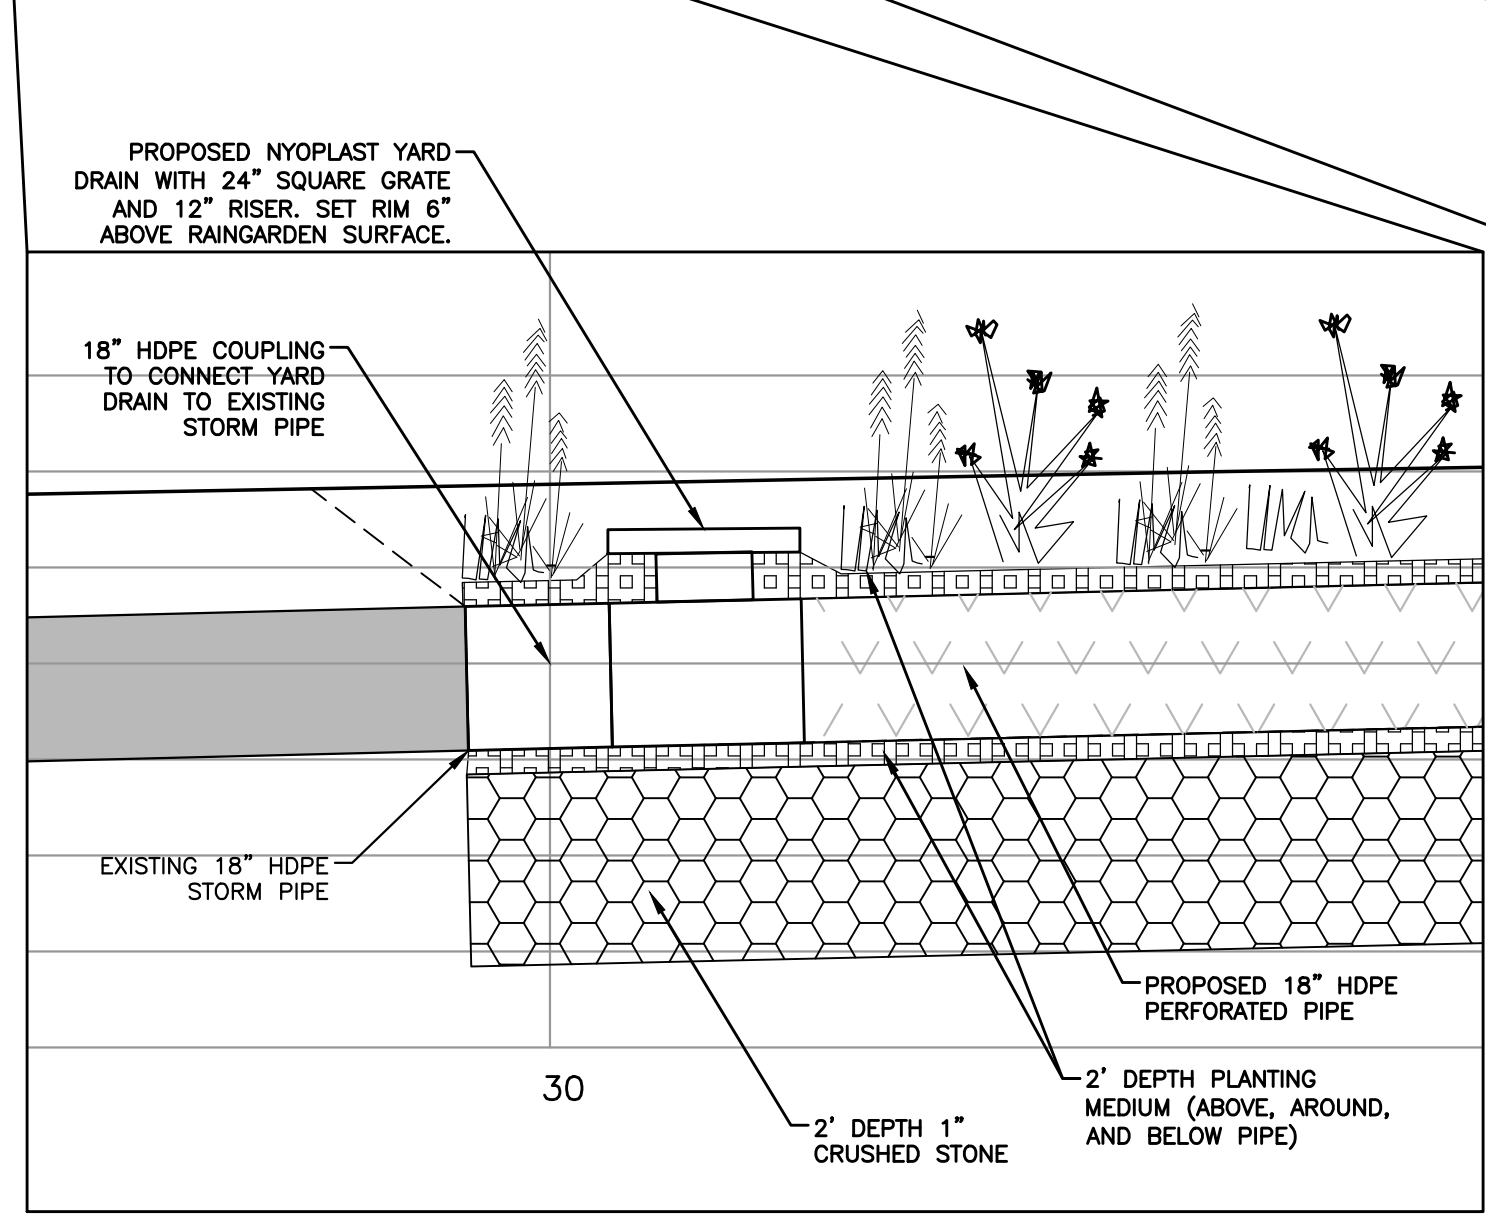 PROPOSED NYOPLAST YARD
DRAIN WITH 24” SQUARE GRATE
AND 12” RISER. SET RIM 6”
ABOVE RAINGARDEN SURFACE.
18” HDPE COUPLING
TO CONNECT YARD
DRAIN TO EXISTING
STORM PIPE
EXISTING 18” HDPE
STORM PIPE
PROPOSED 18” HDPE
PERFORATED PIPE
2’ DEPTH PLANTING
MEDIUM (ABOVE, AROUND,
AND BELOW PIPE)
30
2’ DEPTH 1”
CRUSHED STONE